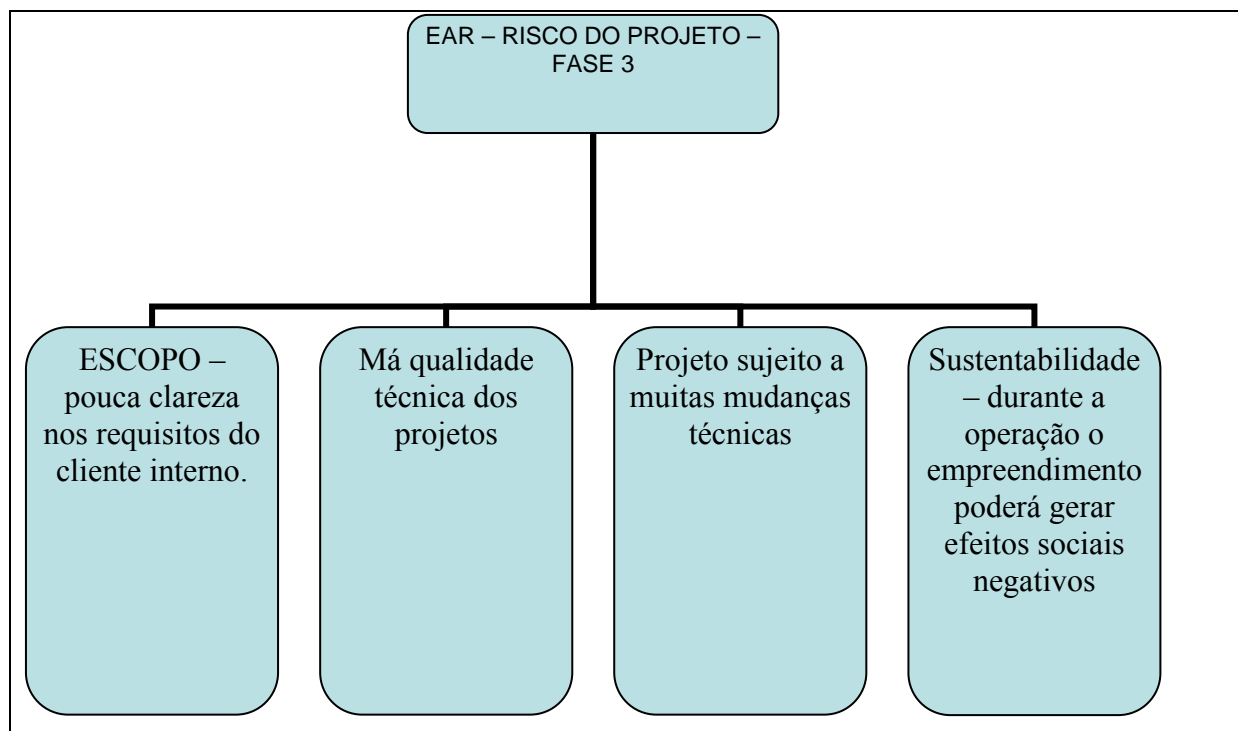 EAR – RISCO DO PROJETO –
FASE 3
ESCOPO –
pouca clareza
nos requisitos do
cliente interno.
Má qualidade
técnica dos
projetos
Projeto sujeito a
muitas mudanças
técnicas
Sustentabilidade
– durante a
operação o
empreendimento
poderá gerar
efeitos sociais
negativos